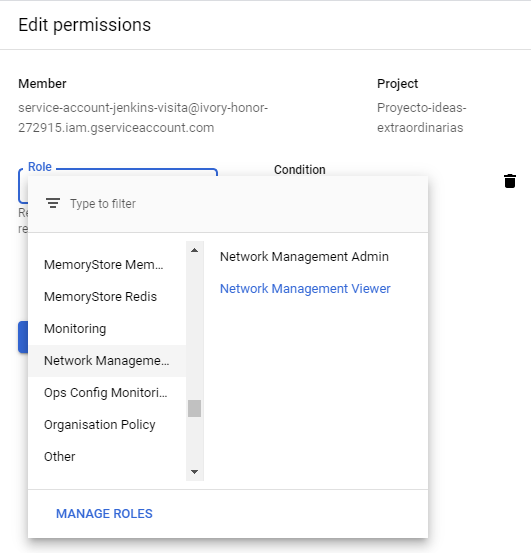 Edit permissions
Member
Project
service-account-jenkins-visita@ivory-honor-
272915.iam.gserviceaccount.com
Proyecto-ideas-
extraordinarias
Role
Condition
Type to filter
Re
re
MemoryStore Mem...
MemoryStore Redis
Monitoring
Network Manageme...
Ops Config Monitori...
Organisation Policy
Other
Network Management Admin
Network Management Viewer
MANAGE ROLES